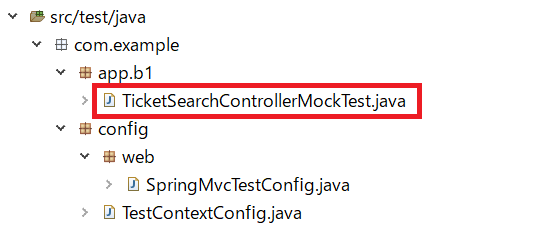 src/test/java
com.example
app.b1
TicketSearchControllerMockTest.java
config
web
SpringMvcTestConfig.java
TestContextConfig.java